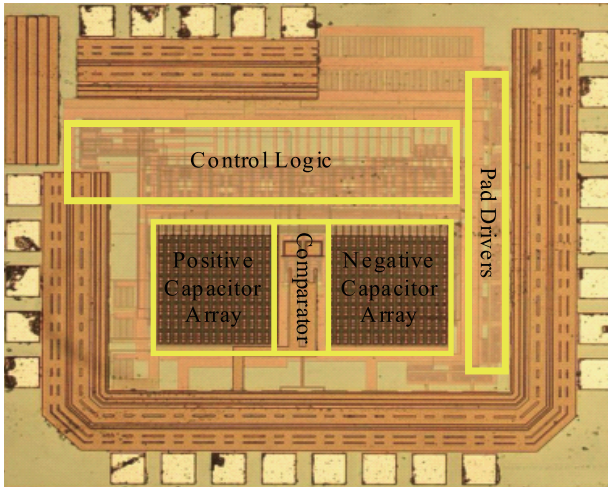 Control Logic
Pad Drivers
Positive
Capacitor
Array
Comparator
Negative
Capacitor
Array